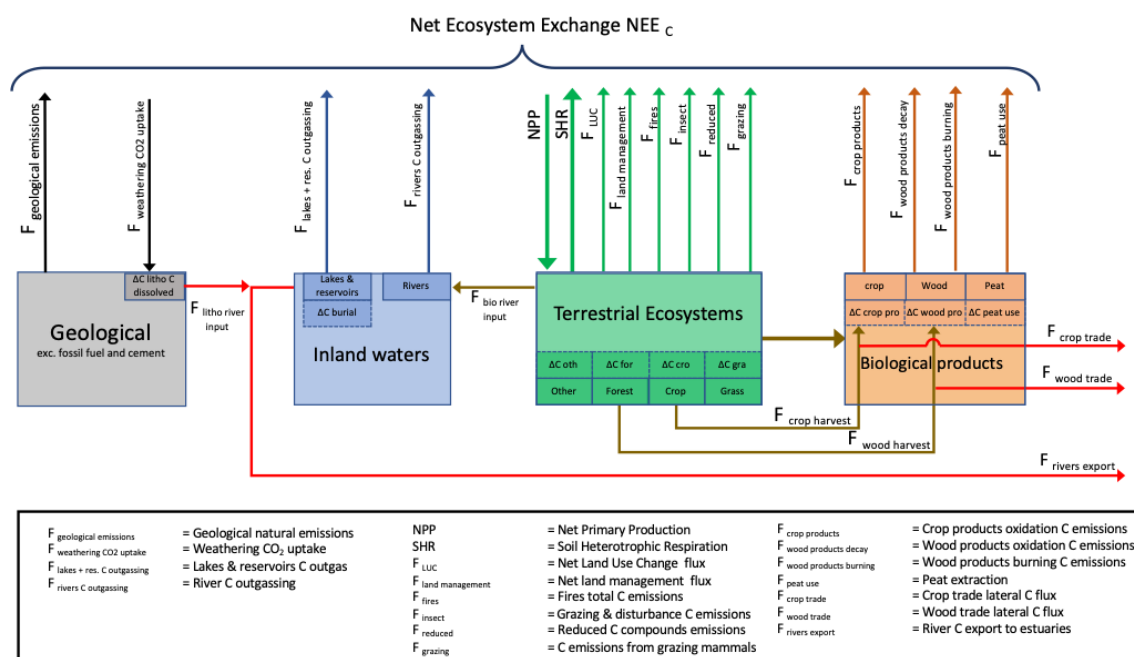 Net Ecosystem Exchange NEE C
F geological emissions
F weathering CO2 uptake
F lakes + res. C outgassing
F rivers C outgassing
NPP
SHR
F LUC
F land management
F fires
F insect
F reduced
F grazing
F crop products
F wood products decay
F wood products burning
F peat use
ΔC litho C
dissolved
Geological
exc. fossil fuel and cement
F litho river
input
Lakes &
reservoirs
Rivers
ΔC burial
Inland waters
F bio river
input
Terrestrial Ecosystems
ΔC oth
ΔC for
ΔC cro
ΔC gra
Other
Forest
Crop
Grass
crop
Wood
Peat
ΔC crop pro
ΔC wood pro
ΔC peat use
Biological products
F crop trade
F wood trade
F crop harvest
F wood harvest
F rivers export
F geological emissions = Geological natural emissions
F weathering CO2 uptake = Weathering CO₂ uptake
F lakes + res. C outgassing = Lakes & reservoirs C outgas
F rivers C outgassing = River C outgassing
NPP = Net Primary Production
SHR = Soil Heterotrophic Respiration
F LUC = Net Land Use Change flux
F land management = Net land management flux
F fires = Fires total C emissions
F insect = Grazing & disturbance C emissions
F reduced = Reduced C compounds emissions
F grazing = C emissions from grazing mammals
F crop products = Crop products oxidation C emissions
F wood products decay = Wood products oxidation C emissions
F wood products burning = Wood products burning C emissions
F peat use = Peat extraction
F crop trade = Crop trade lateral C flux
F wood trade = Wood trade lateral C flux
F rivers export = River C export to estuaries